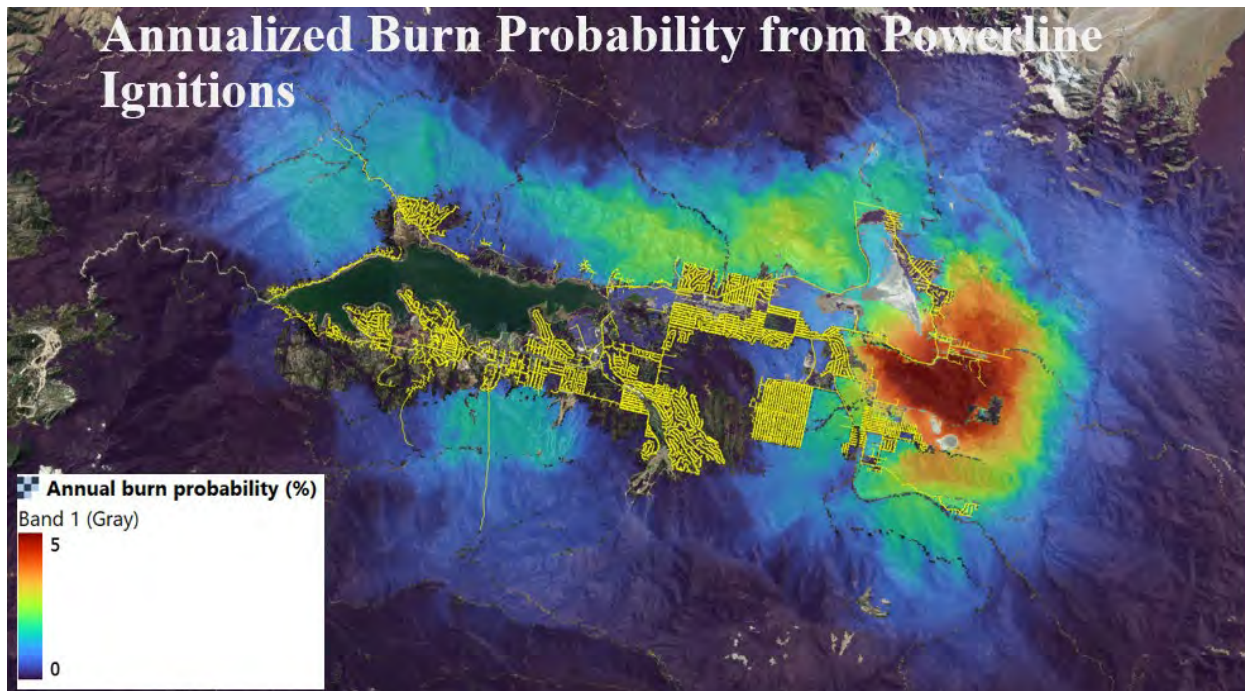 Annualized Burn Probability from Powerline
Ignitions
Annual burn probability (%)
Band 1 (Gray)
5
0